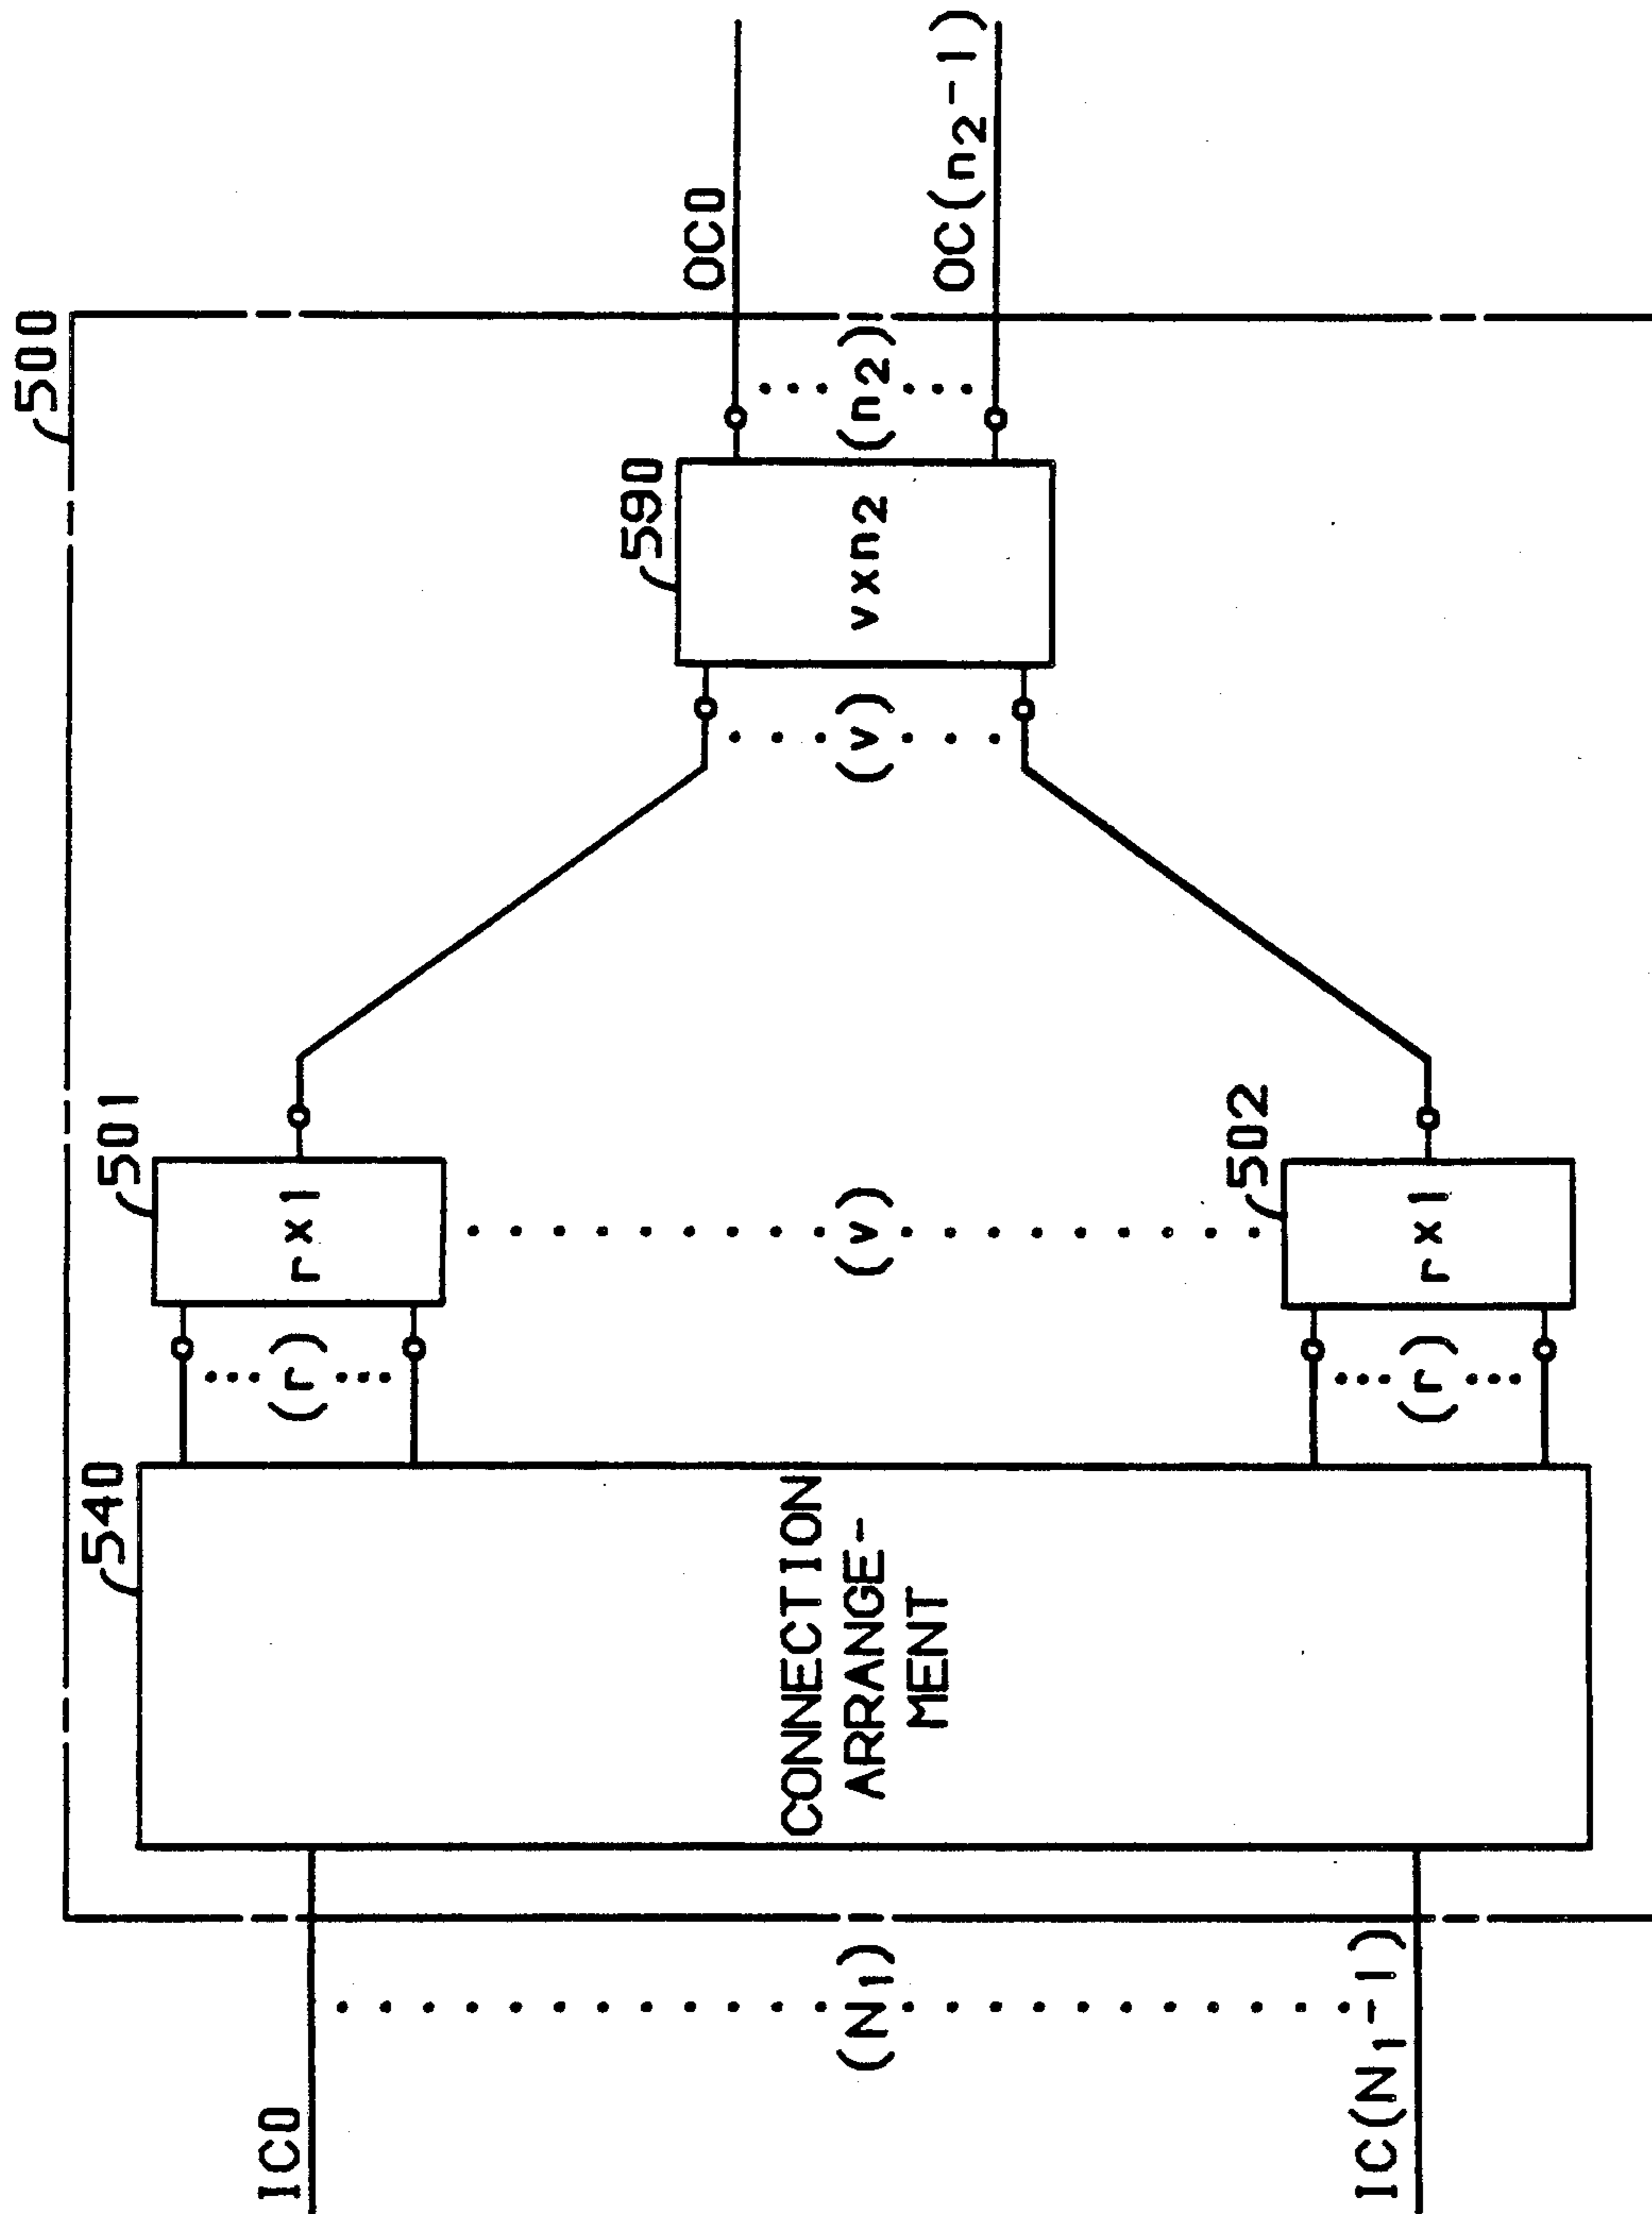 500
540
501
590
IC0
(r)
rx1
OC0
CONNECTION
ARRANGE-
MENT
(N1)
(v)
(v)
vxn2
(n2)
OC(n2-1)
502
IC(N1-1)
(r)
rx1